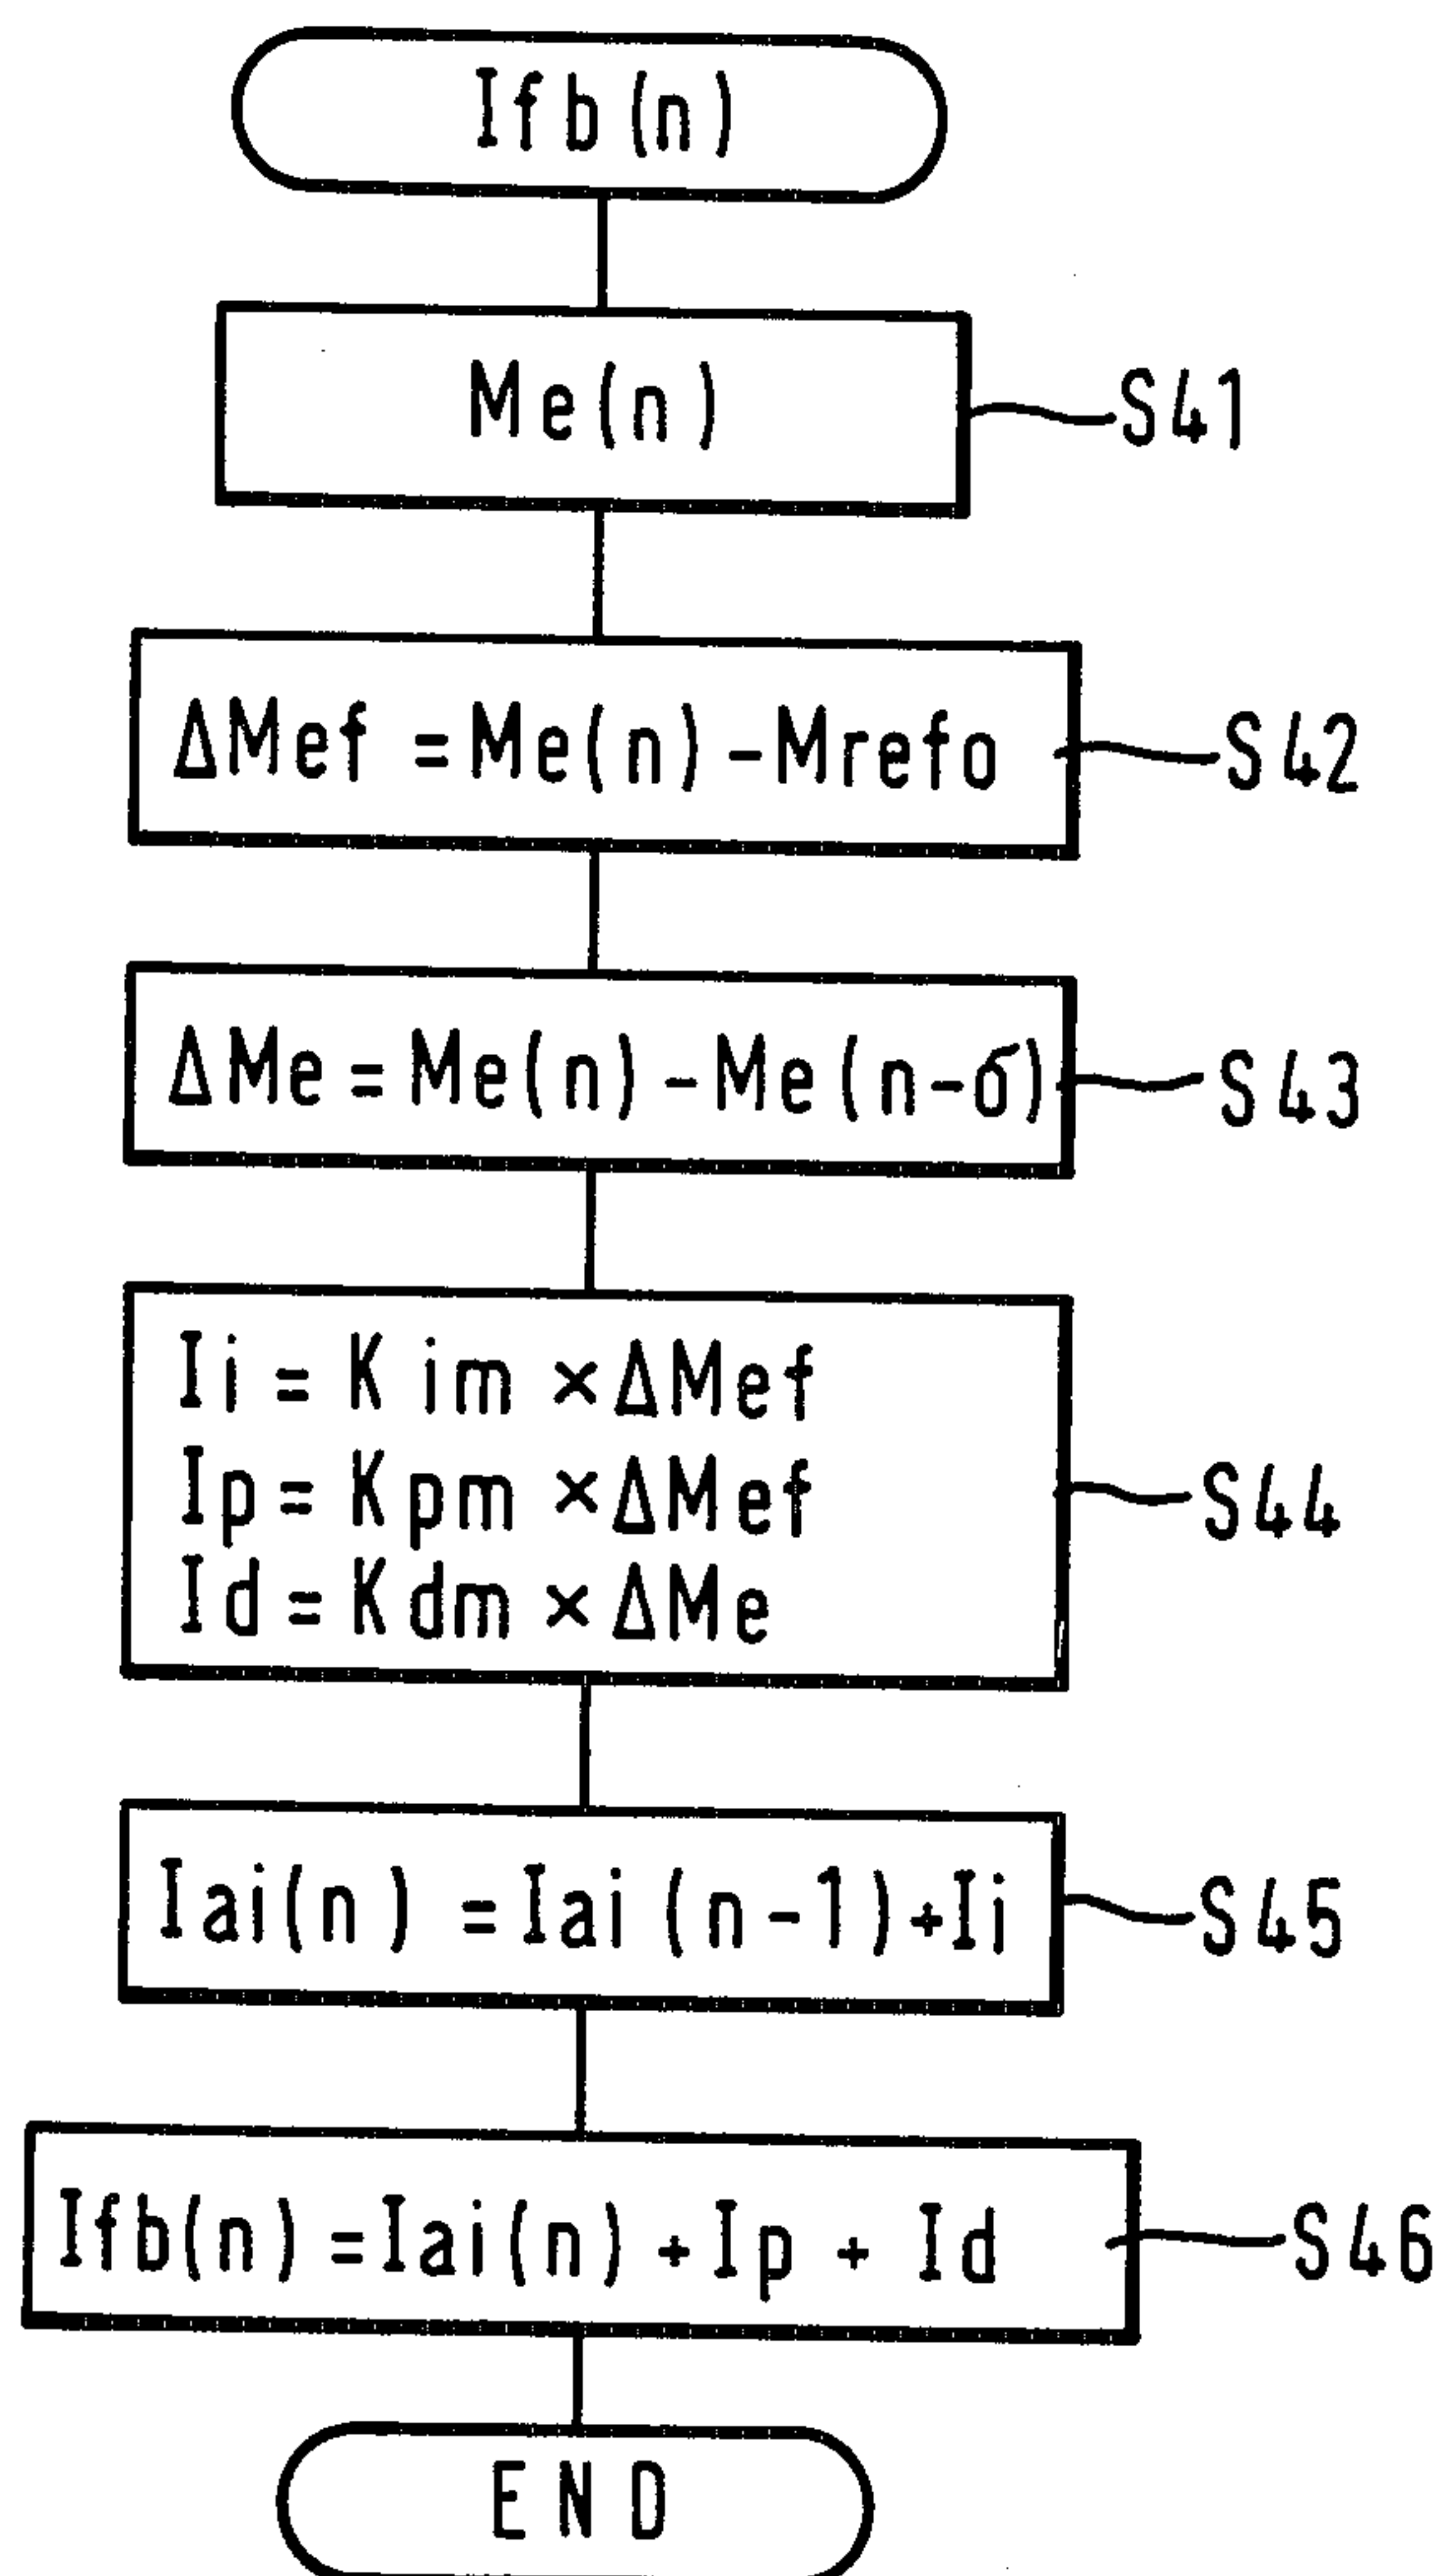 Ifb(n)
Me(n)
S41
ΔMef = Me(n) - Mrefo
S42
ΔMe = Me(n) - Me(n-σ)
S43
Ii = Kim × ΔMef
Ip = Kpm × ΔMef
Id = Kdm × ΔMe
S44
Iai(n) = Iai(n-1) + Ii
S45
Ifb(n) = Iai(n) + Ip + Id
S46
END